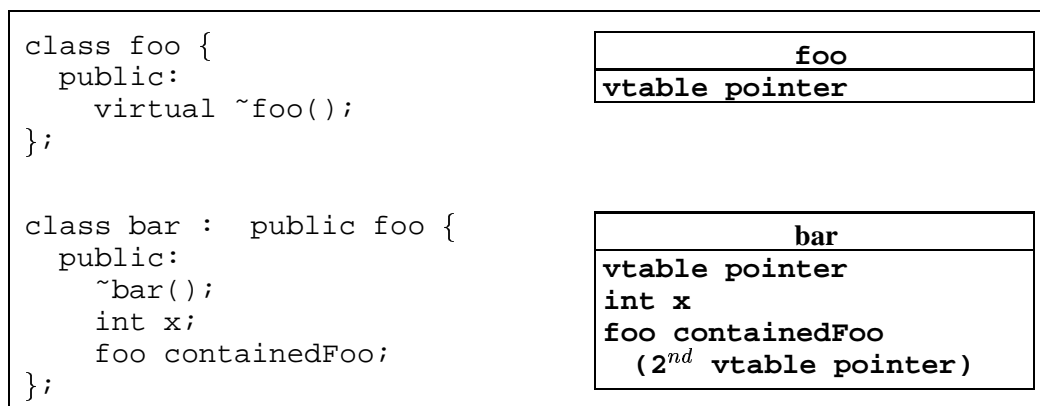 class foo {
public:
virtual ~foo();
};
foo
vtable pointer
class bar : public foo {
public:
~bar();
int x;
foo containedFoo;
};
bar
vtable pointer
int x
foo containedFoo
(2nd vtable pointer)